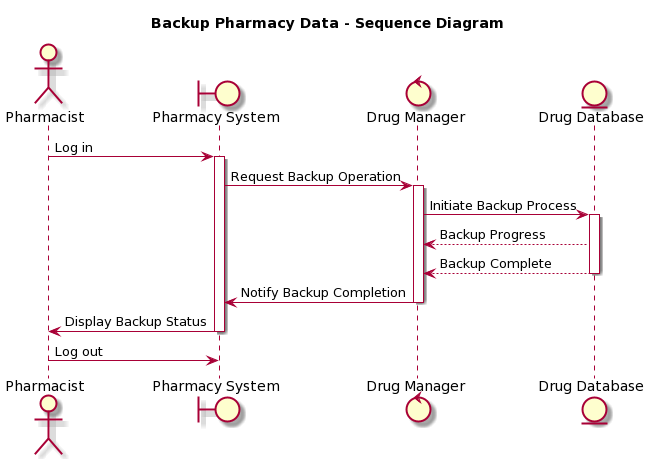 Backup Pharmacy Data - Sequence Diagram
Pharmacist
Pharmacy System
Drug Manager
Drug Database
Log in
Request Backup Operation
Initiate Backup Process
Backup Progress
Backup Complete
Notify Backup Completion
Display Backup Status
Log out
Pharmacist
Pharmacy System
Drug Manager
Drug Database